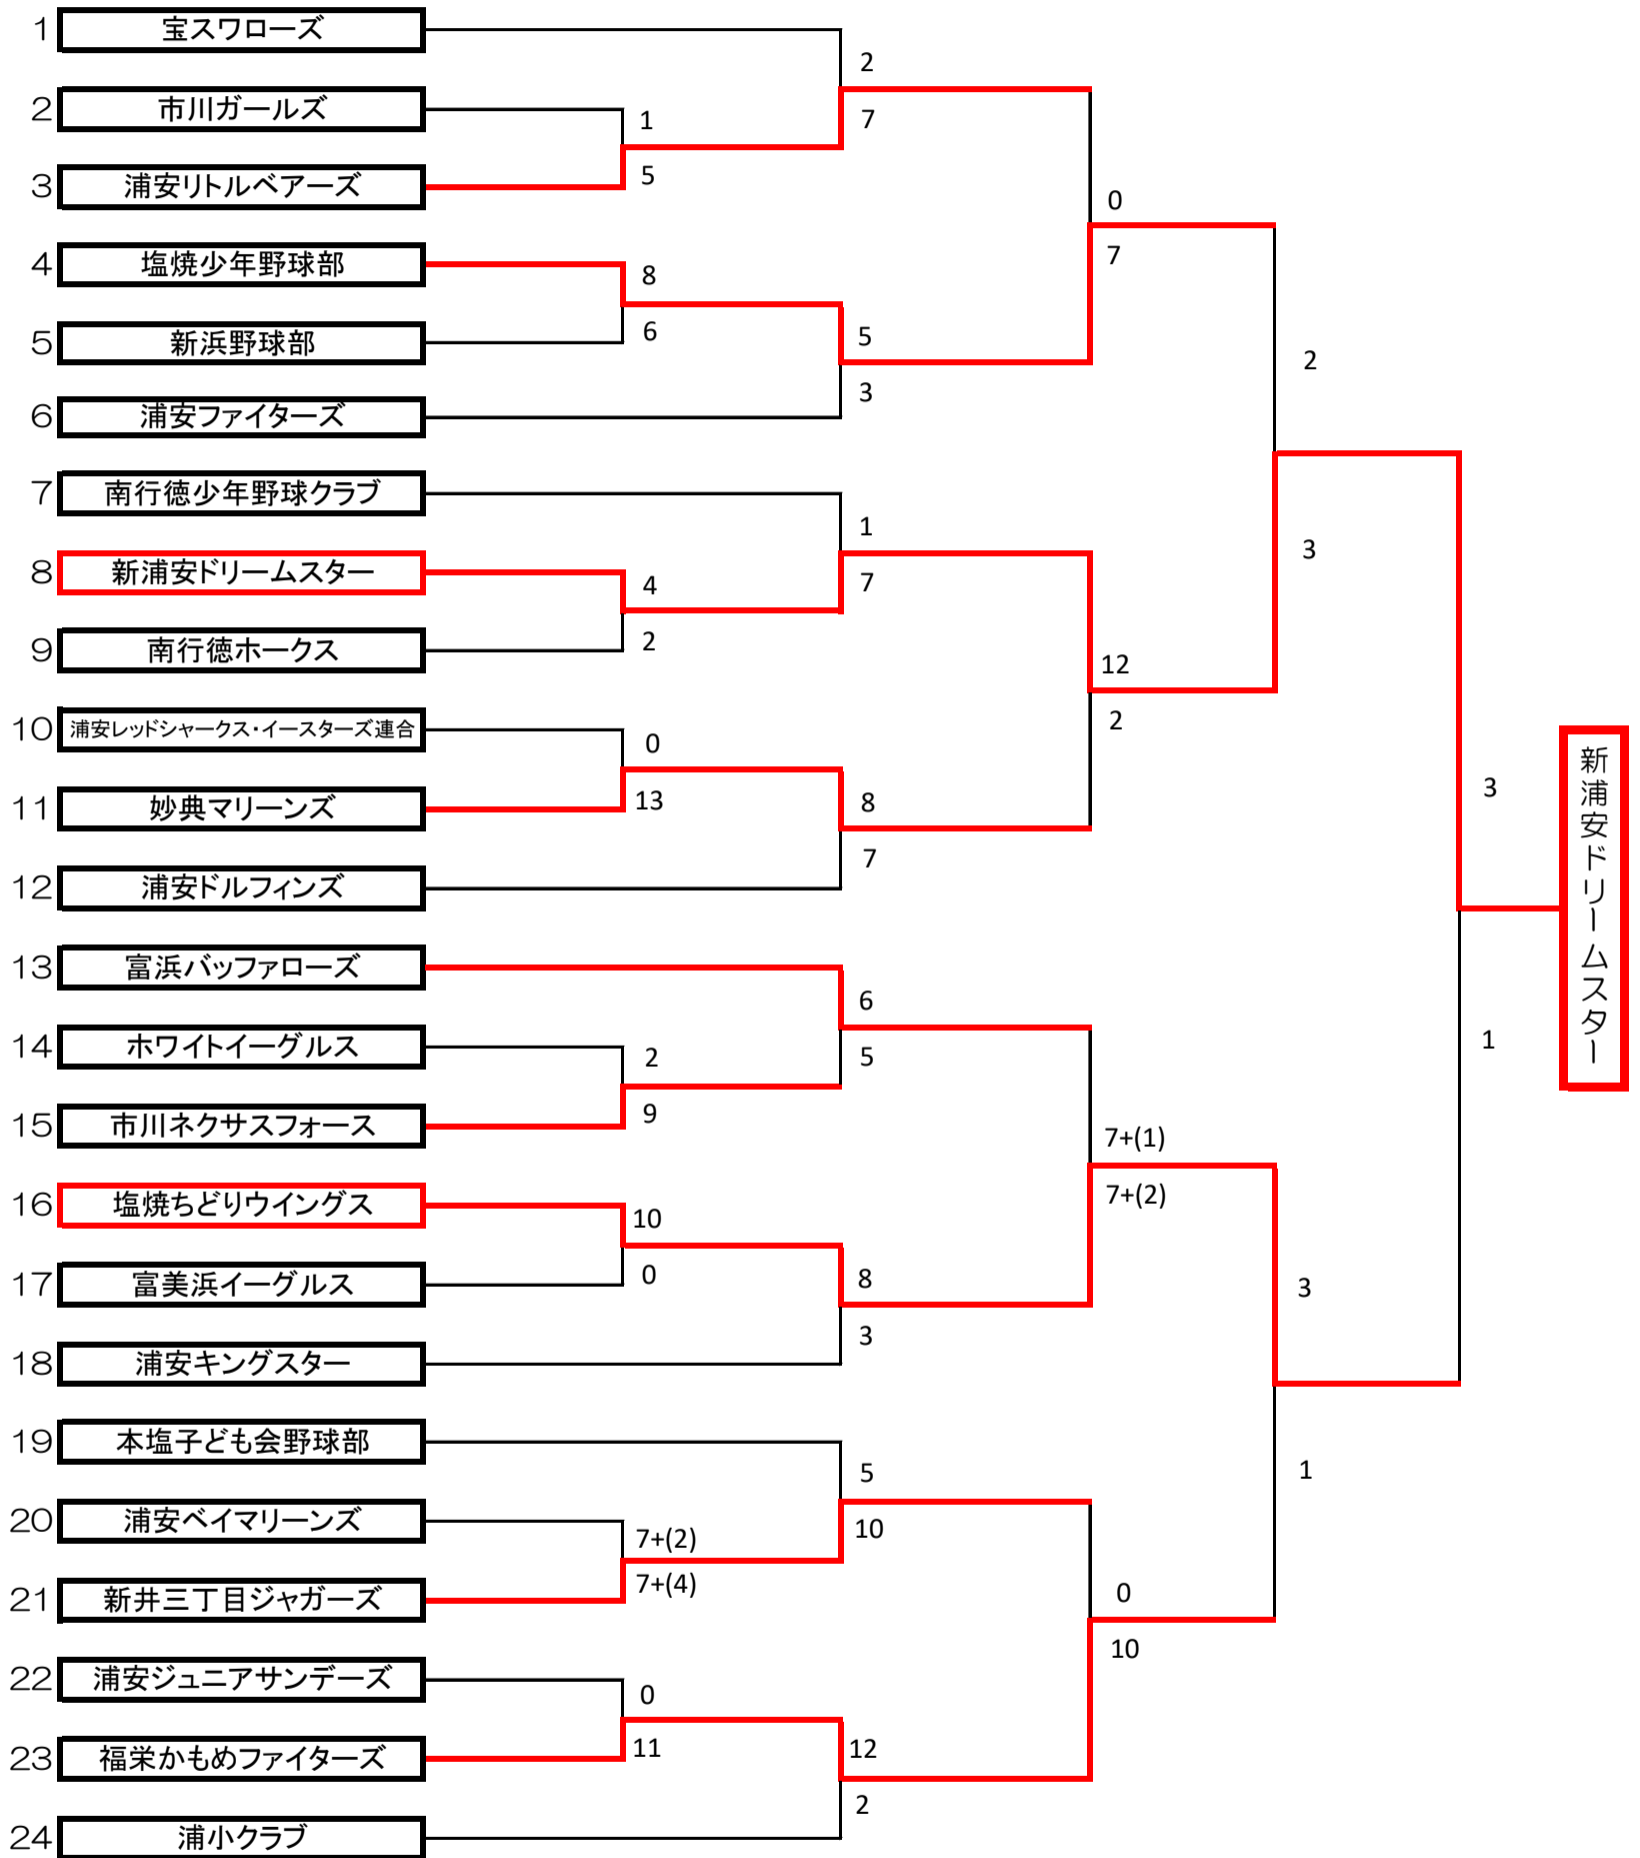 1 宝スワローズ
2
2 市川ガールズ
1
7
3 浦安リトルベアーズ
5
0
4 塩焼少年野球部
8
7
5 新浜野球部
6
5
2
6 浦安ファイターズ
3
7 南行徳少年野球クラブ
1
3
8 新浦安ドリームスター
4
7
9 南行徳ホークス
2
12
10 浦安レッドシャークス・イースターズ連合
0
2
11 妙典マリーンズ
13
8
3
12 浦安ドルフィンズ
7
新浦安ドリームスター
13 富浜バッファローズ
6
14 ホワイトイーグルス
2
5
1
15 市川ネクサスフォース
9
7+(1)
16 塩焼ちどりウイングス
10
7+(2)
17 富美浜イーグルス
0
8
3
18 浦安キングスター
3
19 本塩子ども会野球部
5
1
20 浦安ベイマリーンズ
7+(2)
10
21 新井三丁目ジャガーズ
7+(4)
0
22 浦安ジュニアサンデーズ
0
10
23 福栄かもめファイターズ
11
12
24 浦小クラブ
2